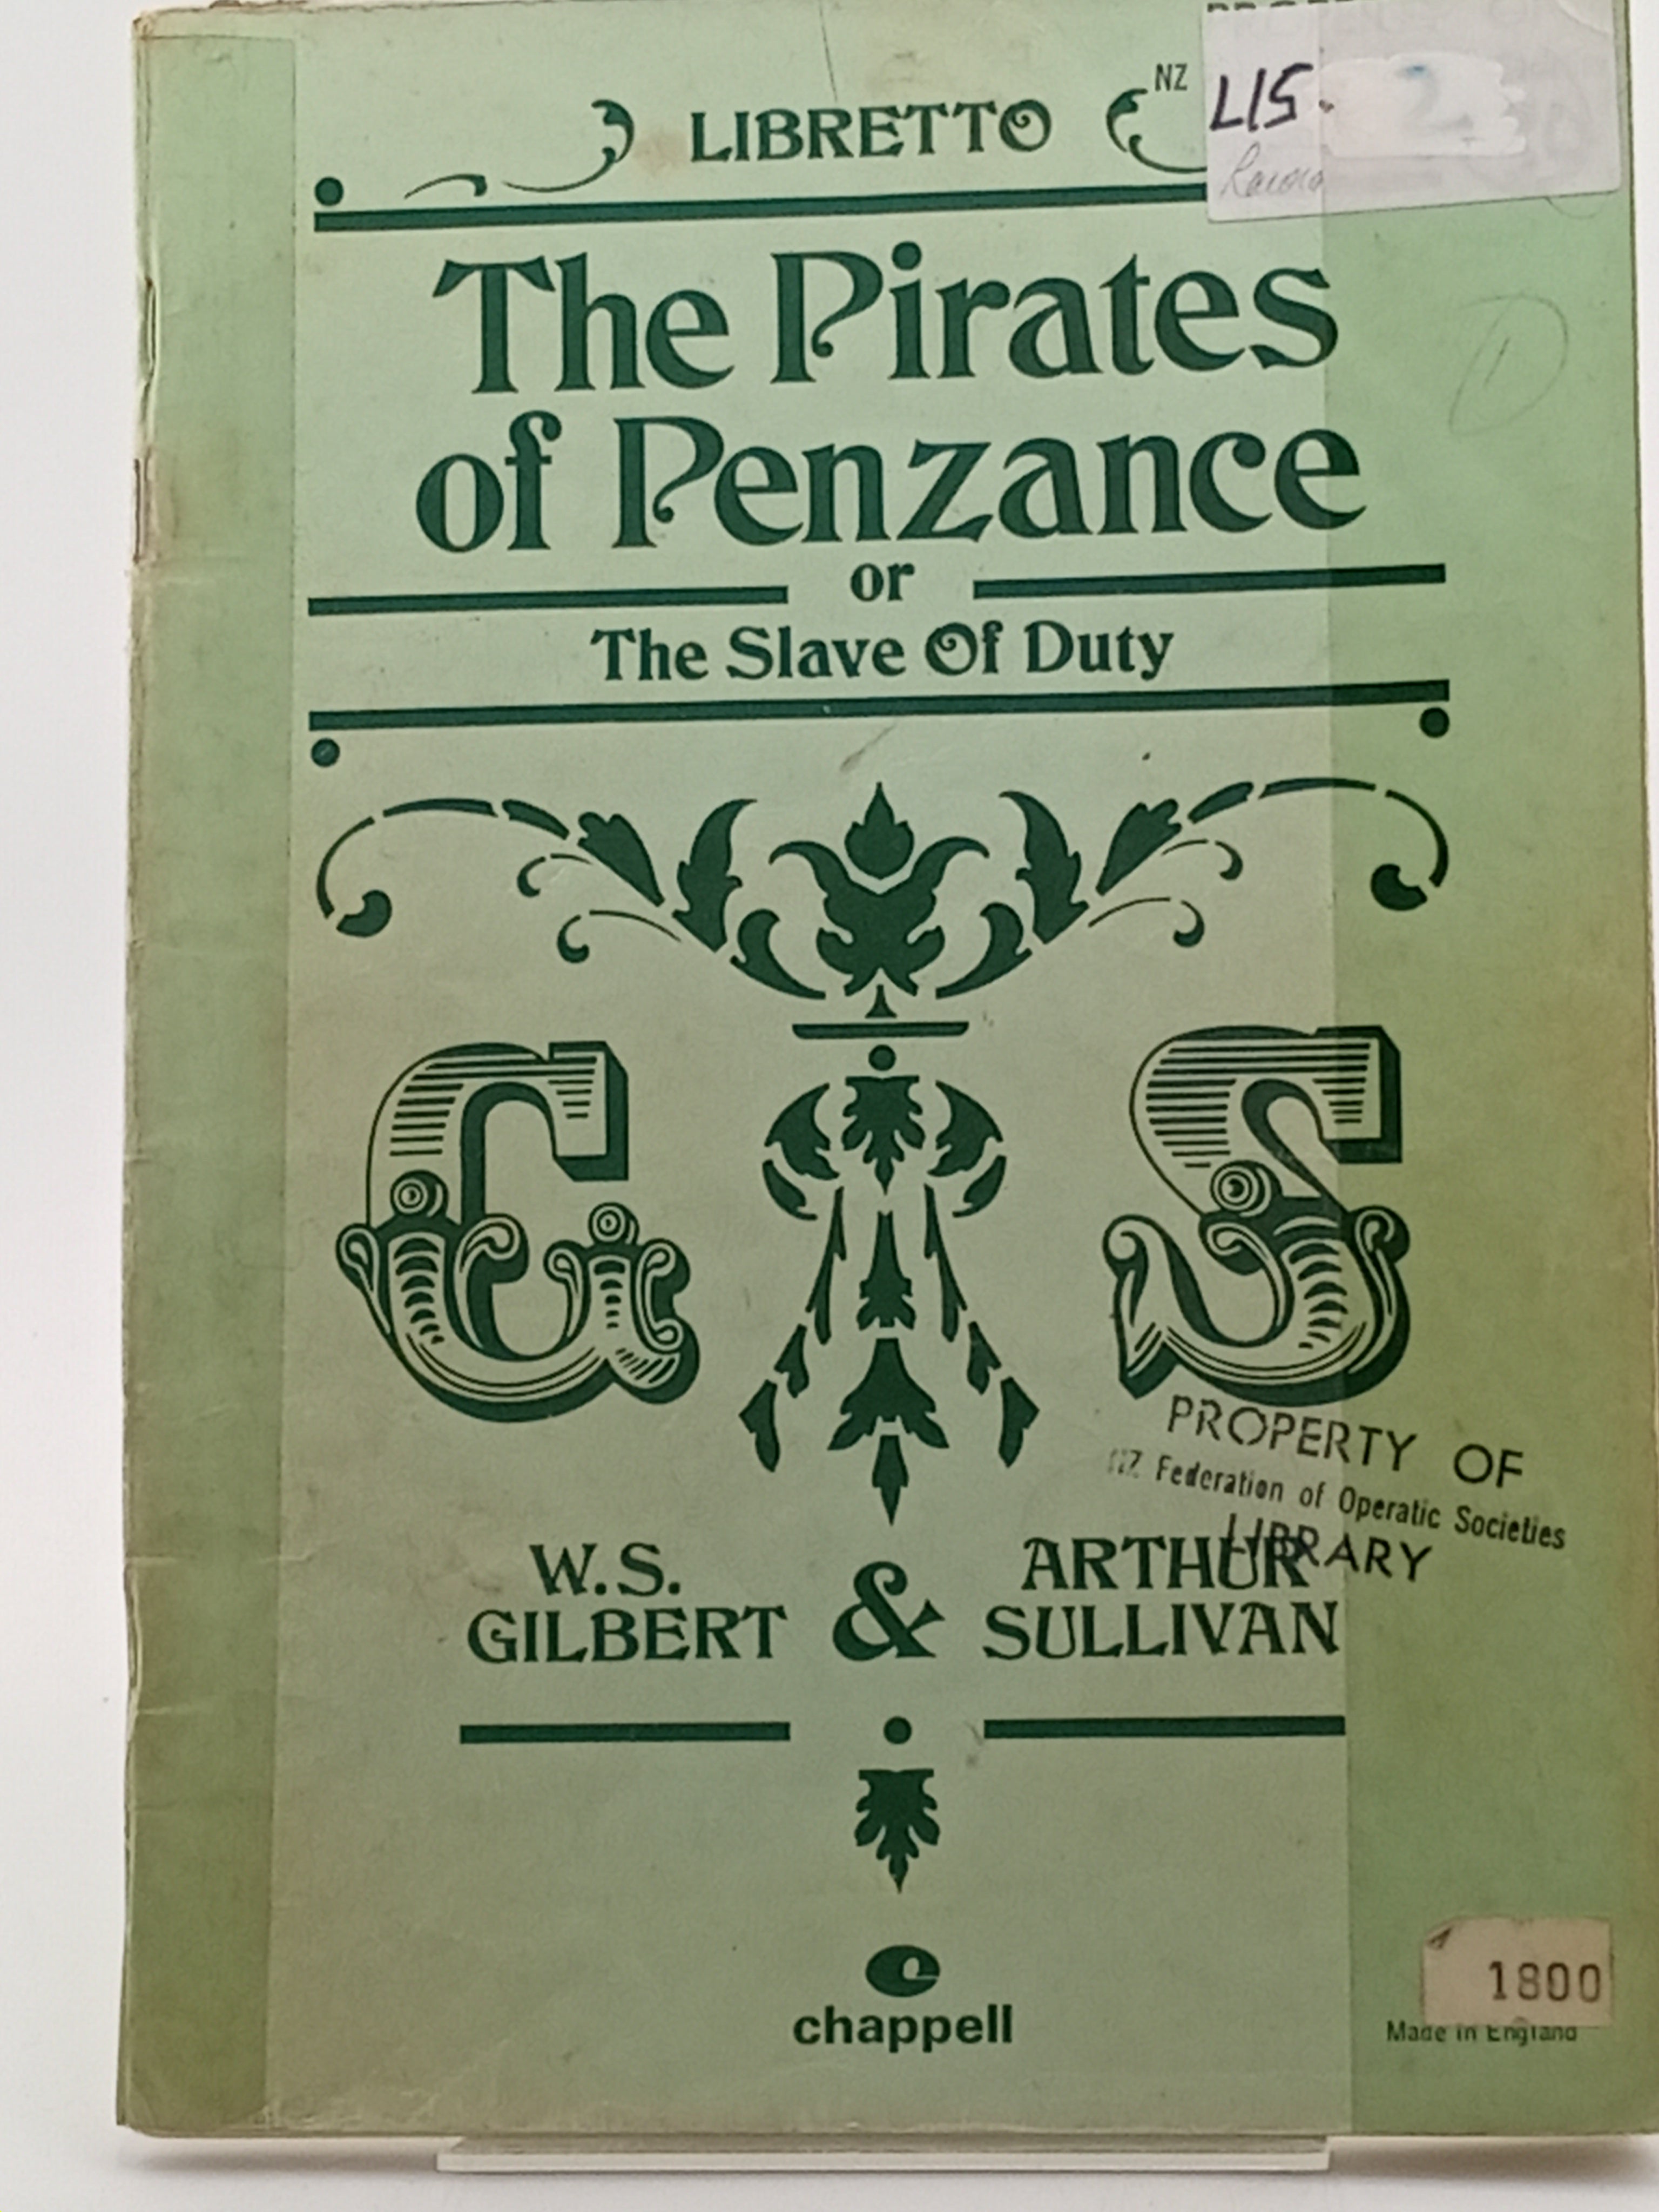 NZ
L15.
LIBRETTO
The Pirates
of Penzance
or
The Slave Of Duty
G S
PROPERTY OF
NZ Federation of Operatic Societies
LIBRARY
W.S.
GILBERT
&
ARTHUR
SULLIVAN
chappell
1800
Made in England